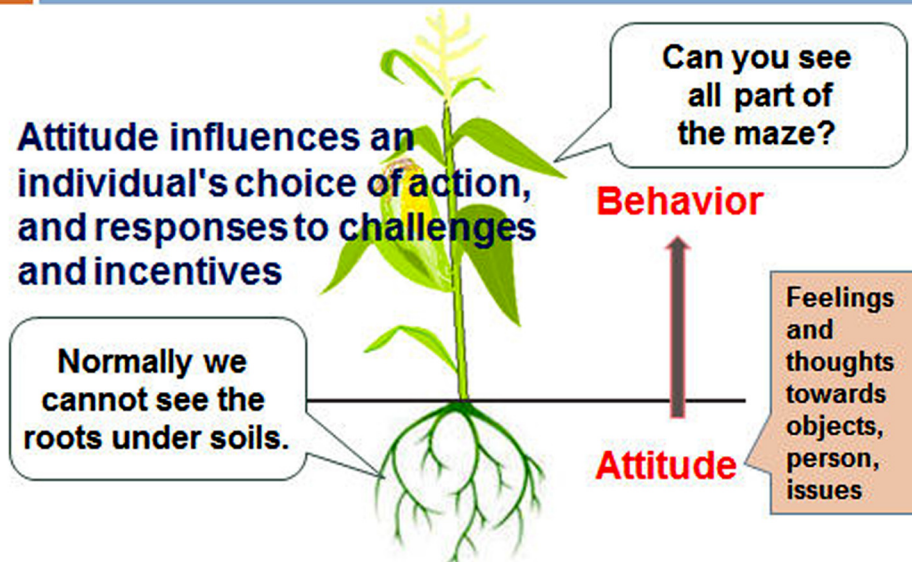 Can you see
all part of
the maze?
Attitude influences an
individual's choice of action,
and responses to challenges
and incentives
Behavior
Feelings
and
thoughts
towards
objects,
person,
issues
Normally we
cannot see the
roots under soils.
Attitude